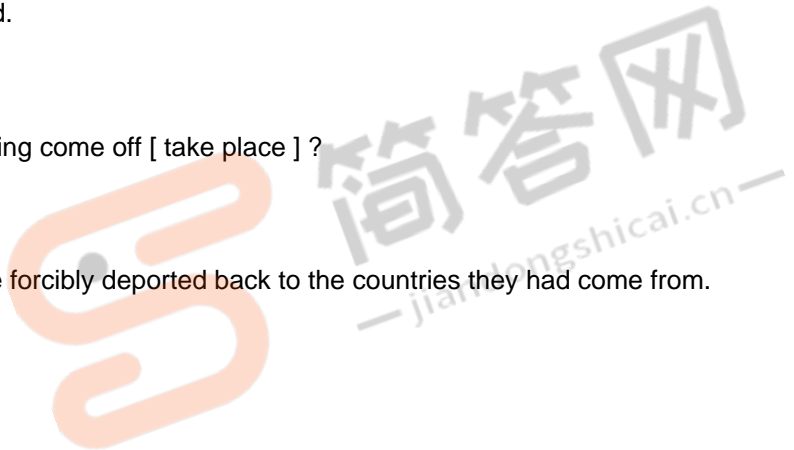 d.
ing come off [ take place ] ?
简答网
e forcibly deported back to the countries they had come from.
jiandongshicai.cn